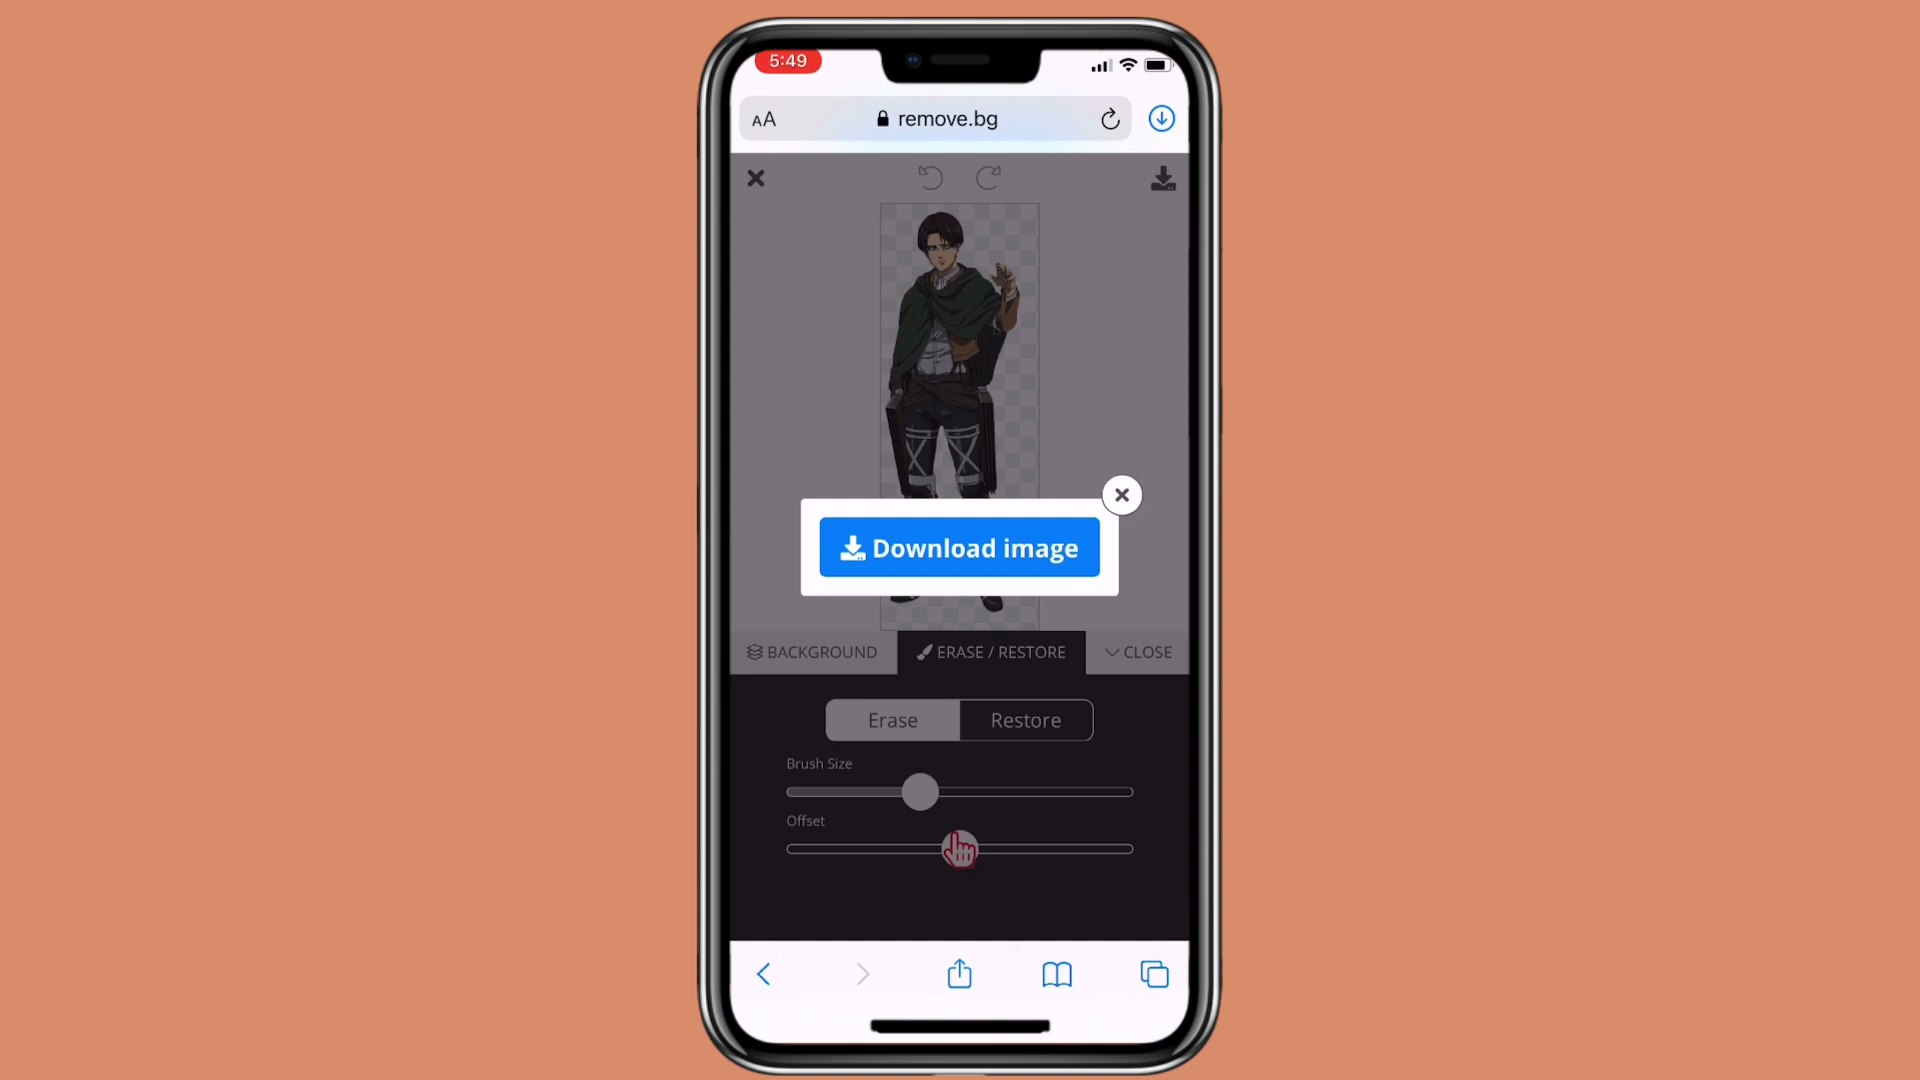 5:49
AA remove.bg
Download image
BACKGROUND ERASE / RESTORE CLOSE
Erase Restore
Brush Size
Offset